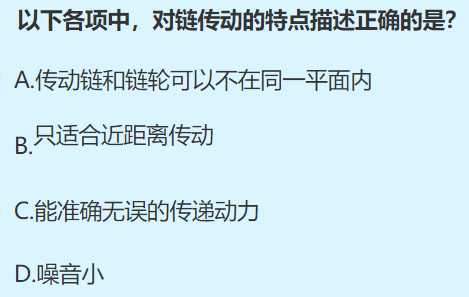 以下各项中，对链传动的特点描述正确的是？
A.传动链和链轮可以不在同一平面内
B.只适合近距离传动
C.能准确无误的传递动力
D.噪音小